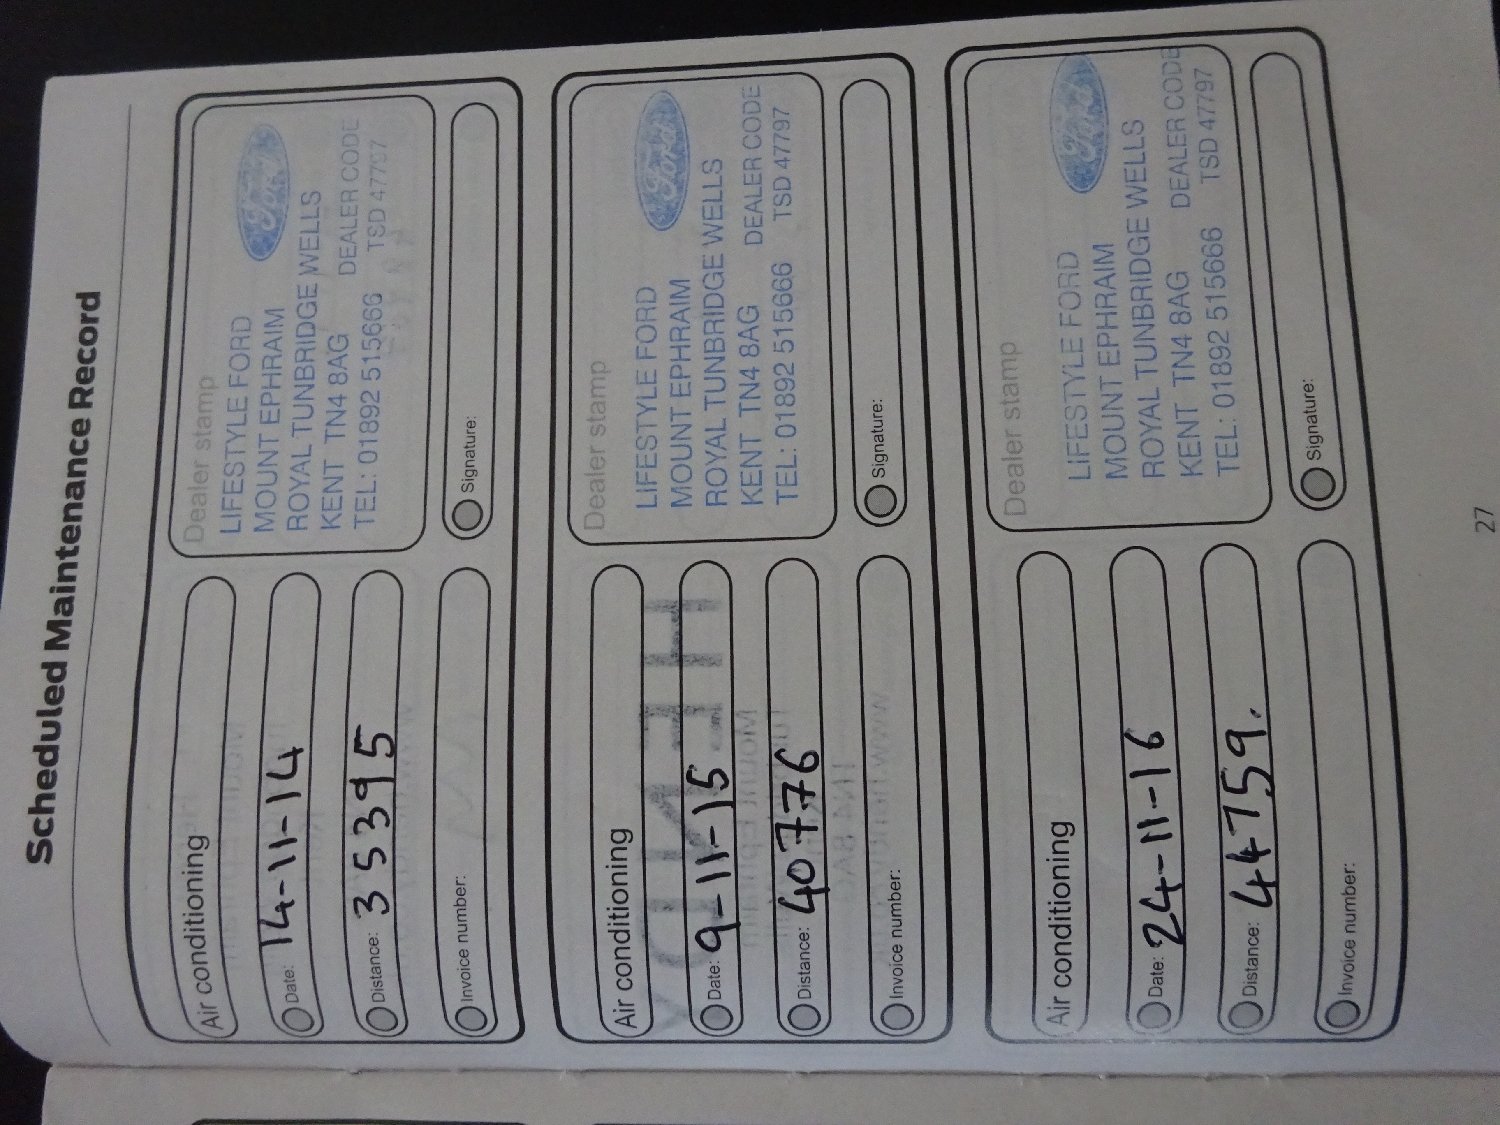 Scheduled Maintenance Record
Air conditioning
Date: 14-11-14
Distance: 35395
Invoice number:
Dealer stamp
LIFESTYLE FORD
MOUNT EPHRAIM
ROYAL TUNBRIDGE WELLS
KENT TN4 8AG DEALER CODE
TEL: 01892 515666 TSD 47797
Ford
Signature:
Air conditioning
Date: 9-11-15
Distance: 40776
Invoice number:
Dealer stamp
LIFESTYLE FORD
MOUNT EPHRAIM
ROYAL TUNBRIDGE WELLS
KENT TN4 8AG DEALER CODE
TEL: 01892 515666 TSD 47797
Ford
Signature:
Air conditioning
Date: 24-11-16
Distance: 44759.
Invoice number:
Dealer stamp
LIFESTYLE FORD
MOUNT EPHRAIM
ROYAL TUNBRIDGE WELLS
KENT TN4 8AG DEALER CODE
TEL: 01892 515666 TSD 47797
Ford
Signature:
27